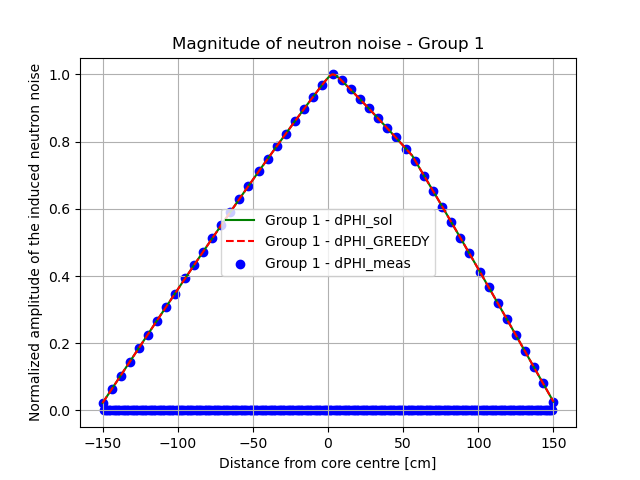 Magnitude of neutron noise - Group 1
Normalized amplitude of the induced neutron noise
1.0
0.8
0.6
0.4
0.2
0.0
Group 1 - dPHI_sol
Group 1 - dPHI_GREEDY
Group 1 - dPHI_meas
−150
−100
−50
0
50
100
150
Distance from core centre [cm]